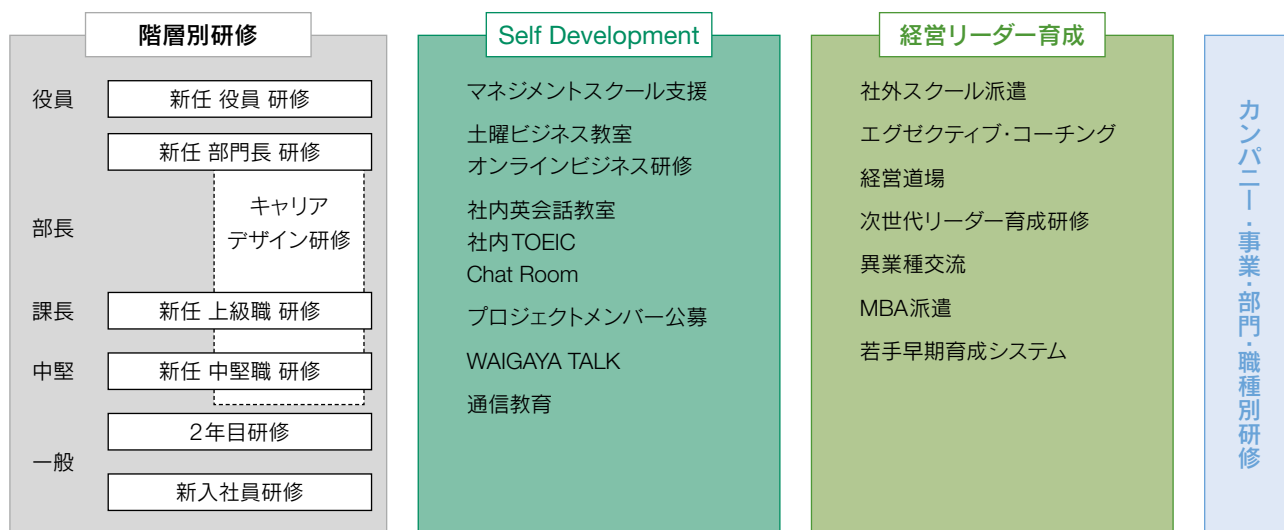 階層別研修
役員
新任 役員 研修
新任 部門長 研修
キャリア
デザイン研修
部長
課長
新任 上級職 研修
中堅
新任 中堅職 研修
2年目研修
一般
新入社員研修
Self Development
マネジメントスクール支援
土曜ビジネス教室
オンラインビジネス研修
社内英会話教室
社内TOEIC
Chat Room
プロジェクトメンバー公募
WAIGAYA TALK
通信教育
経営リーダー育成
社外スクール派遣
エグゼクティブ・コーチング
経営道場
次世代リーダー育成研修
異業種交流
MBA派遣
若手早期育成システム
カンパニー・事業・部門・職種別研修